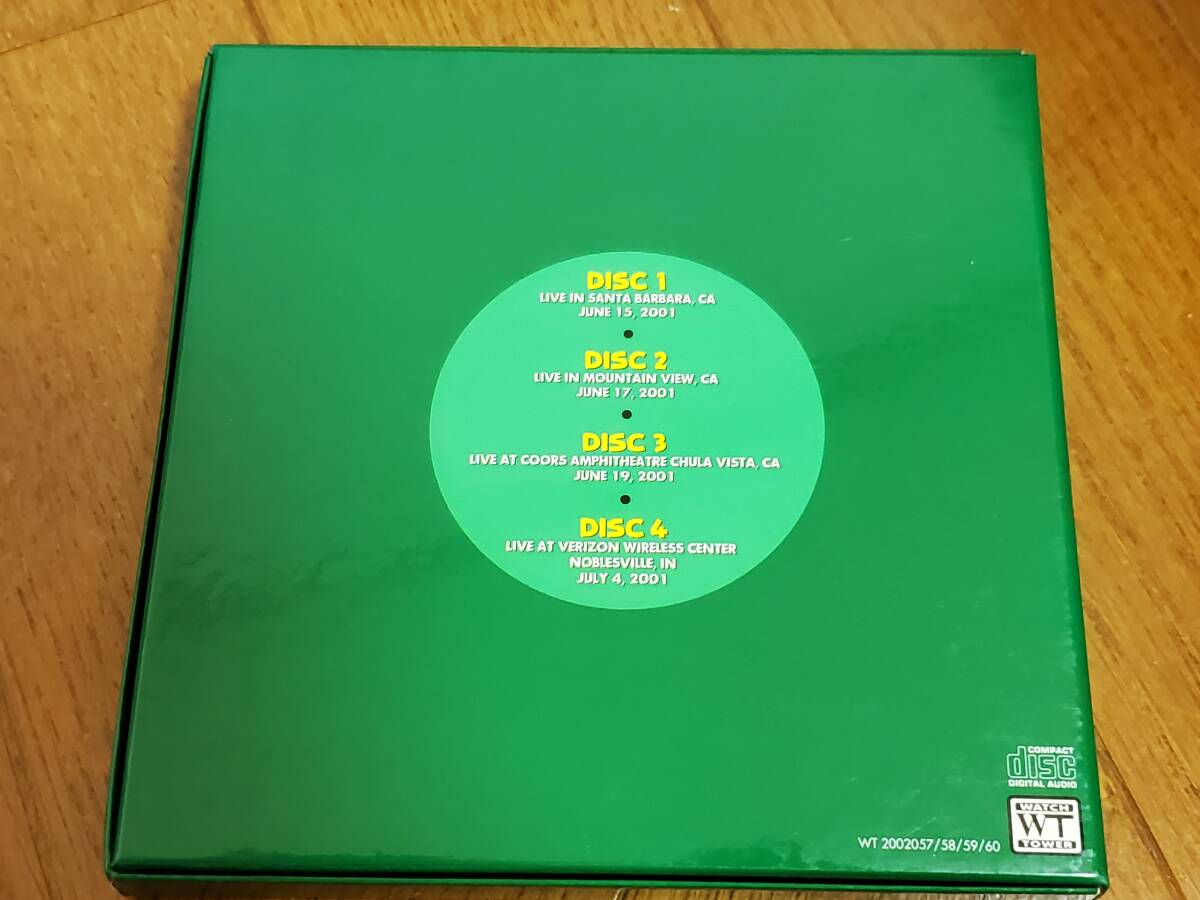 DISC 1
LIVE IN SANTA BARBARA, CA
JUNE 15, 2001
DISC 2
LIVE IN MOUNTAIN VIEW, CA
JUNE 17, 2001
DISC 3
LIVE AT COORS AMPHITHEATRE CHULA VISTA, CA
JUNE 19, 2001
DISC 4
LIVE AT VERIZON WIRELESS CENTER
NOBLESVILLE, IN
JULY 4, 2001
COMPACT
disc
DIGITAL AUDIO
WATCH
WT
TOWER
WT 2002057/58/59/60